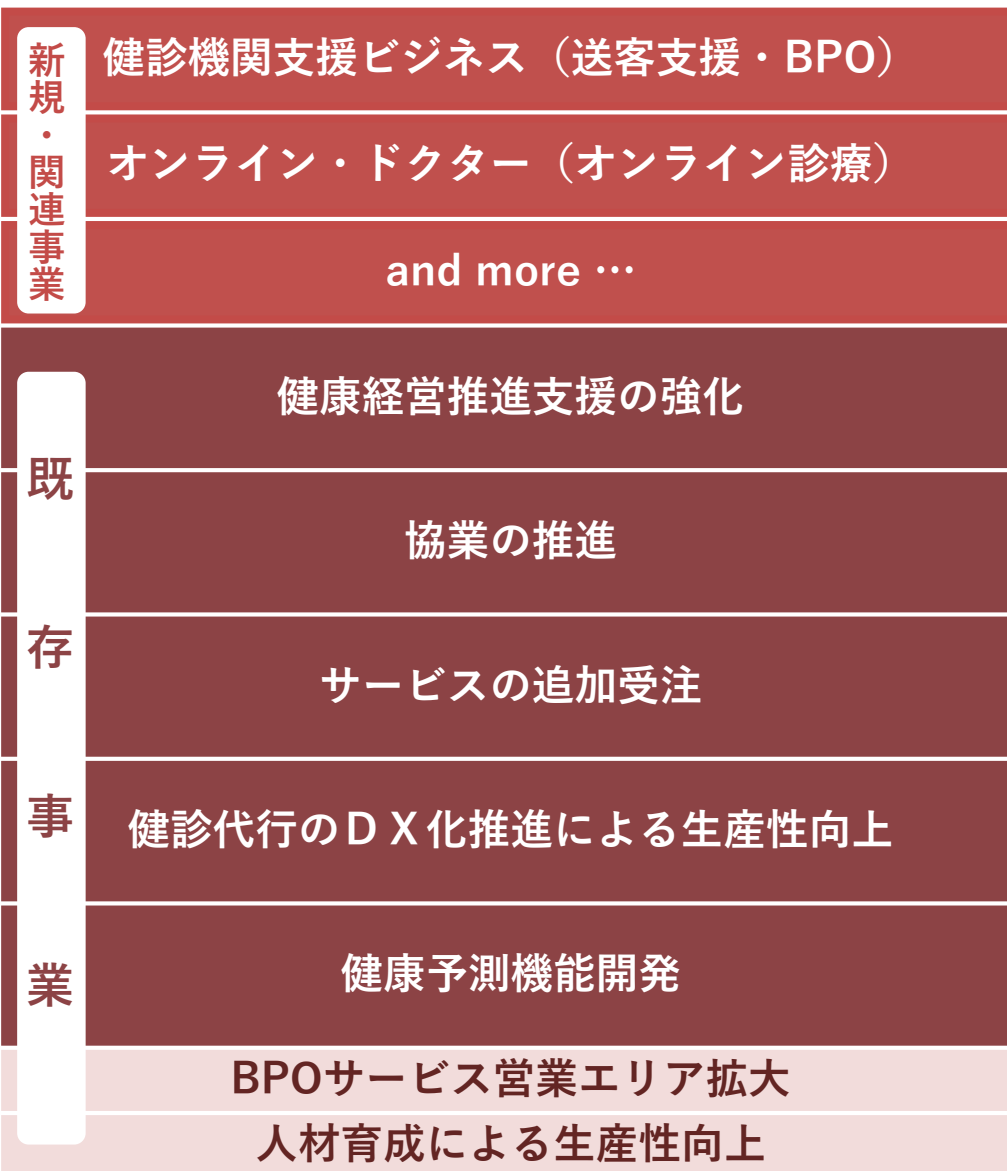 新規・関連事業
健診機関支援ビジネス（送客支援・BPO）
オンライン・ドクター（オンライン診療）
and more …
既存事業
健康経営推進支援の強化
協業の推進
サービスの追加受注
健診代行のＤＸ化推進による生産性向上
健康予測機能開発
BPOサービス営業エリア拡大
人材育成による生産性向上